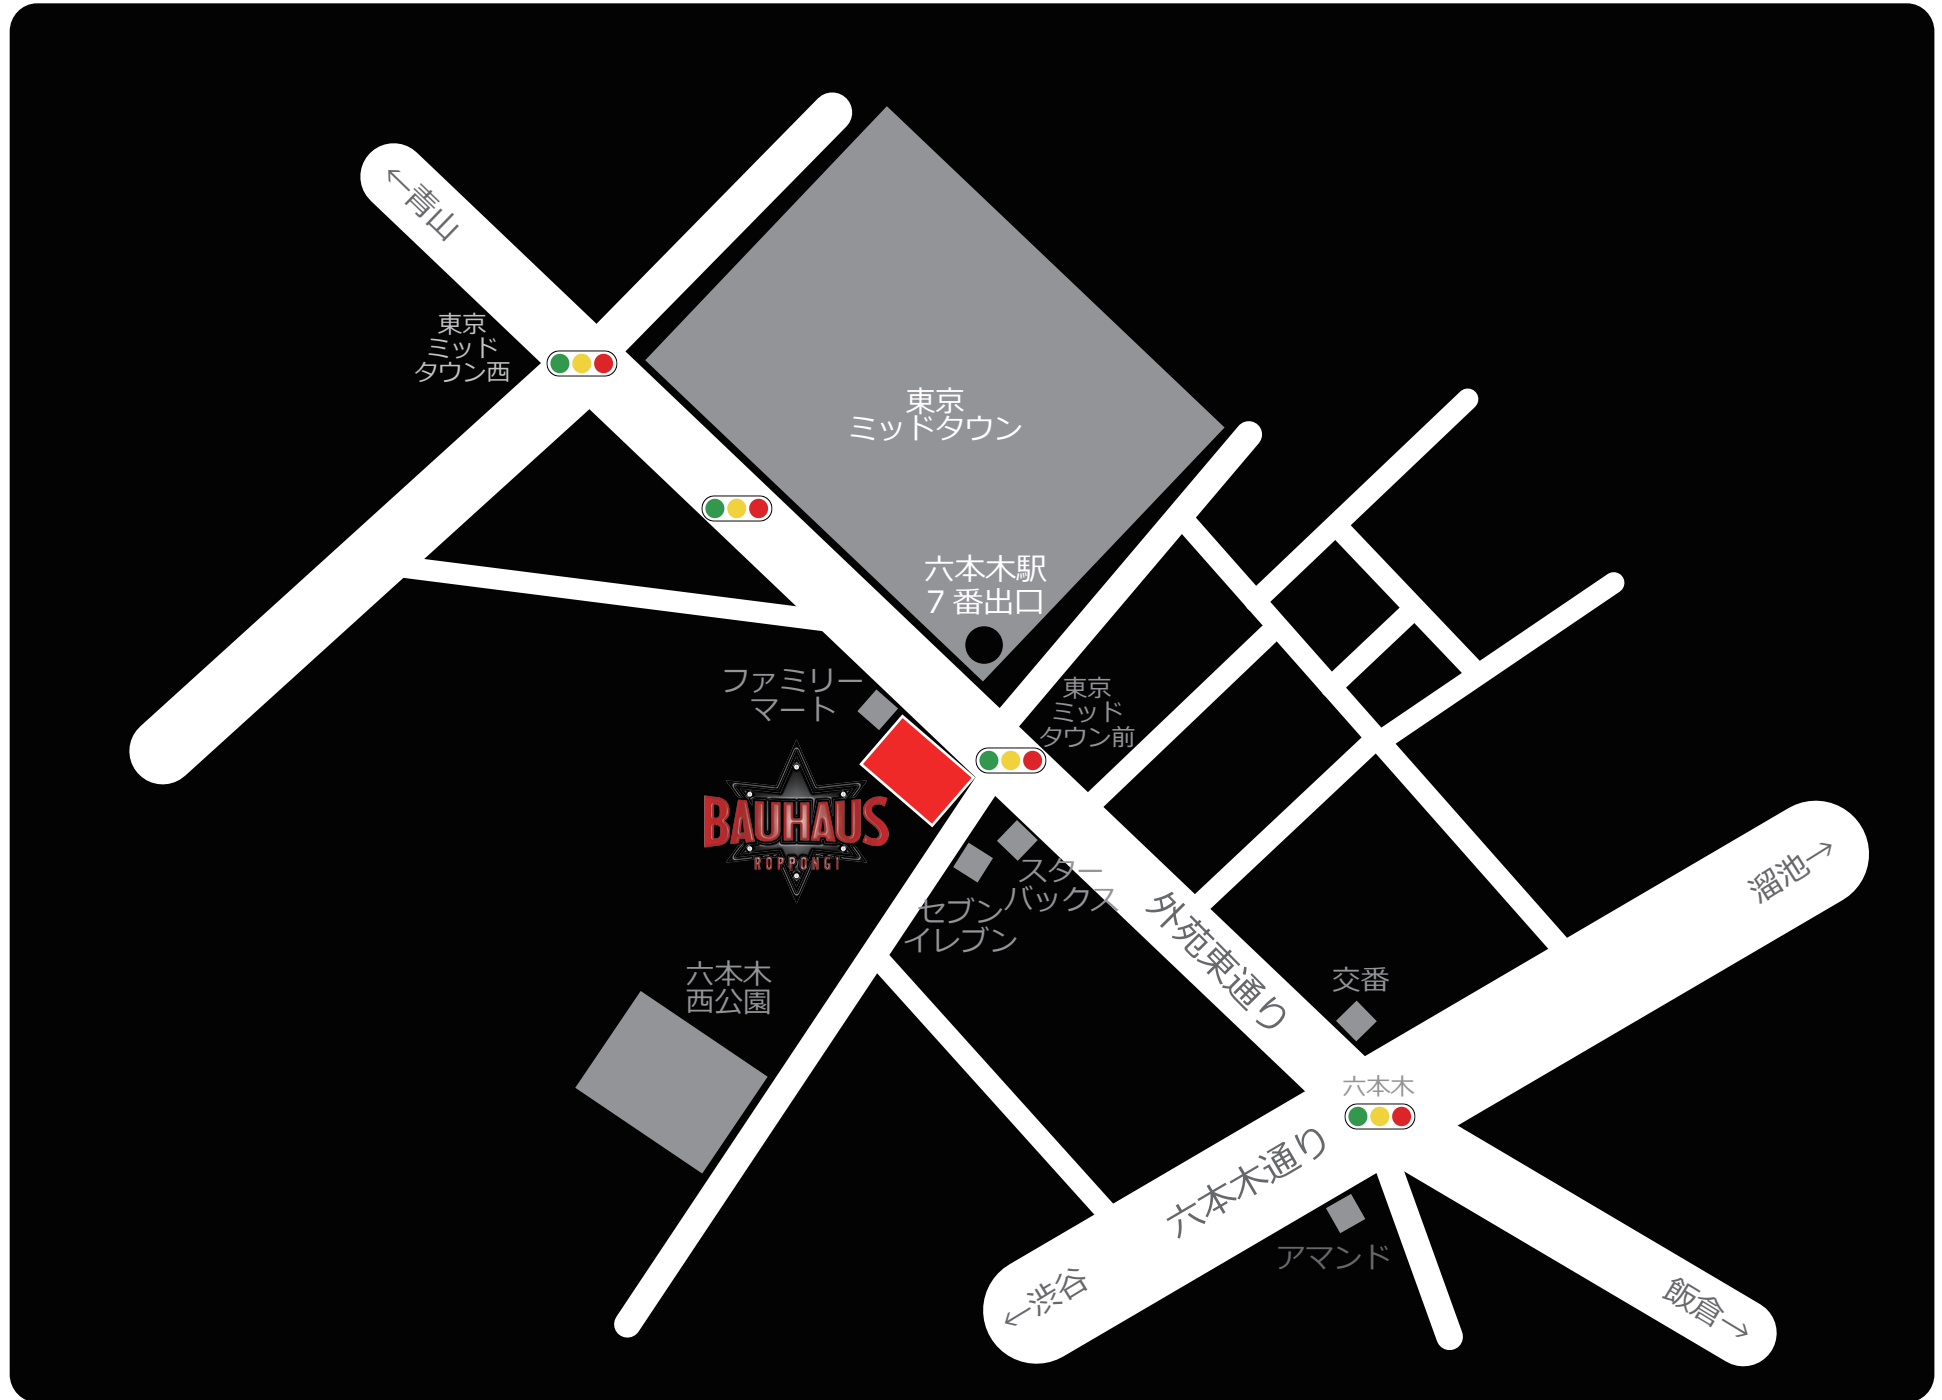 ←青山
東京
ミッド
タウン西
東京
ミッドタウン
六本木駅
7 番出口
ファミリー
マート
東京
ミッド
タウン前
BAUHAUS
ROPPONGI
スター
バックス
セブン
イレブン
外苑東通り
溜池→
六本木
西公園
交番
六本木
六本木通り
アマンド
←渋谷
飯倉→